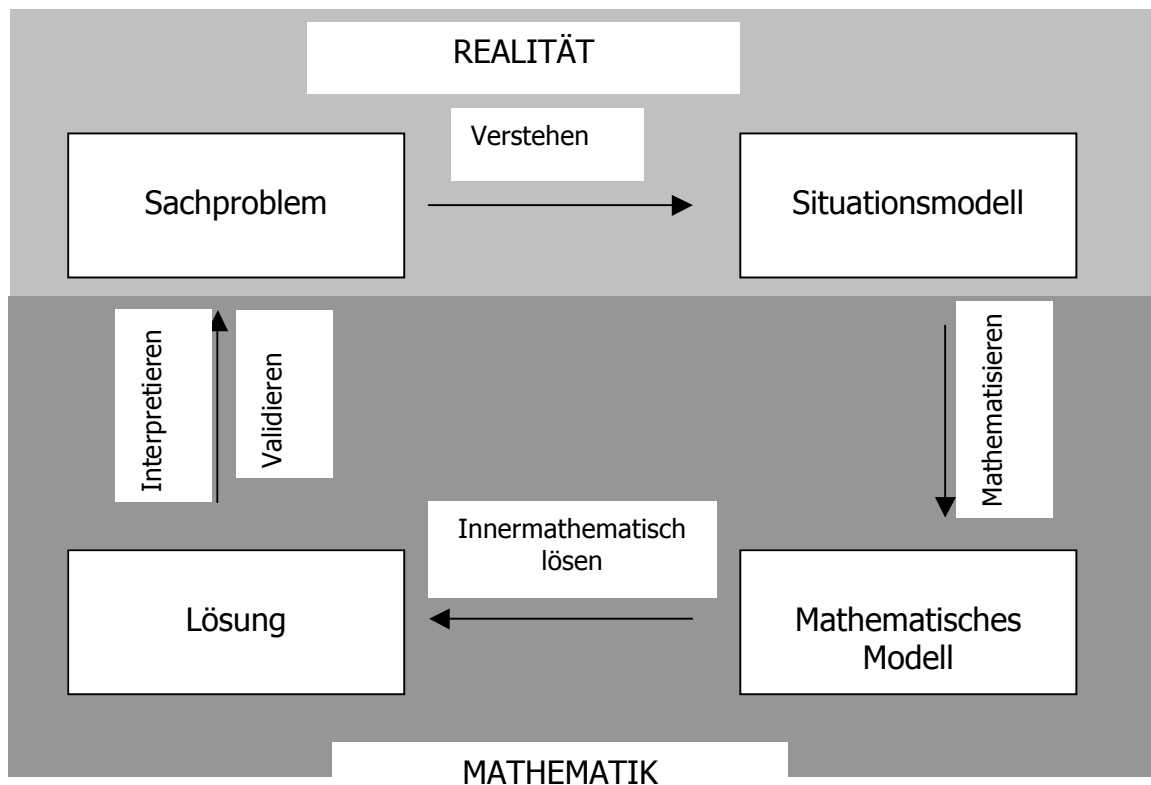 REALITÄT
Verstehen
Sachproblem
Situationsmodell
Interpretieren
Validieren
Mathematisieren
Innermathematisch
lösen
Lösung
Mathematisches
Modell
MATHEMATIK